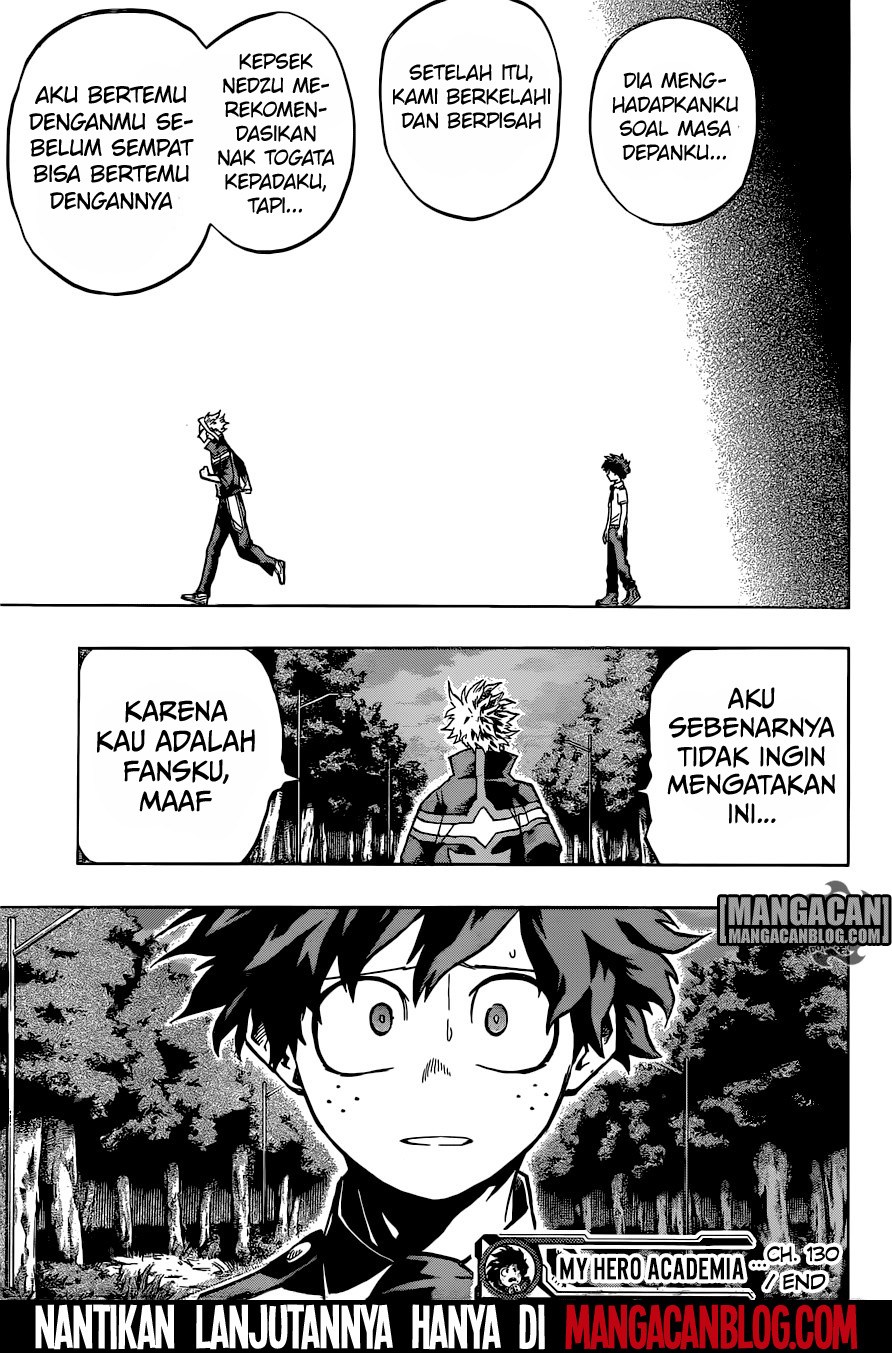 DIA MENG-
HADAPKANKU
SOAL MASA
DEPANKU...
SETELAH ITU,
KAMI BERKELAHI
DAN BERPISAH
KEPSEK
NEDZU ME-
REKOMEN-
DASIKAN
NAK TOGATA
KEPADAKU,
TAPI...
AKU BERTEMU
DENGANMU SE-
BELUM SEMPAT
BISA BERTEMU
DENGANNYA
AKU
SEBENARNYA
TIDAK INGIN
MENGATAKAN
INI...
KARENA
KAU ADALAH
FANSKU,
MAAF
[MANGACAN]
MANGACANBLOG.COM
MY HERO ACADEMIA
...CH. 130
/ END
NANTIKAN LANJUTANNYA HANYA DI MANGACANBLOG.COM